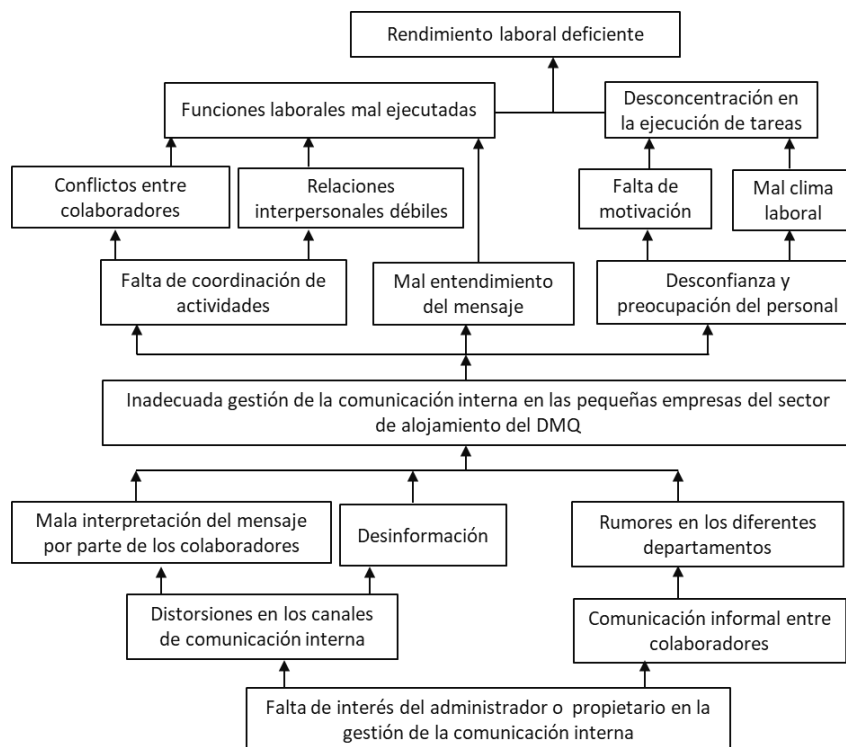 Rendimiento laboral deficiente
Funciones laborales mal ejecutadas
Desconcentración en
la ejecución de tareas
Conflictos entre
colaboradores
Relaciones
interpersonales débiles
Falta de
motivación
Mal clima
laboral
Falta de coordinación de
actividades
Mal entendimiento
del mensaje
Desconfianza y
preocupación del personal
Inadecuada gestión de la comunicación interna en las pequeñas empresas del sector
de alojamiento del DMQ
Mala interpretación del mensaje
por parte de los colaboradores
Desinformación
Rumores en los diferentes
departamentos
Distorsiones en los canales
de comunicación interna
Comunicación informal entre
colaboradores
Falta de interés del administrador o propietario en la
gestión de la comunicación interna